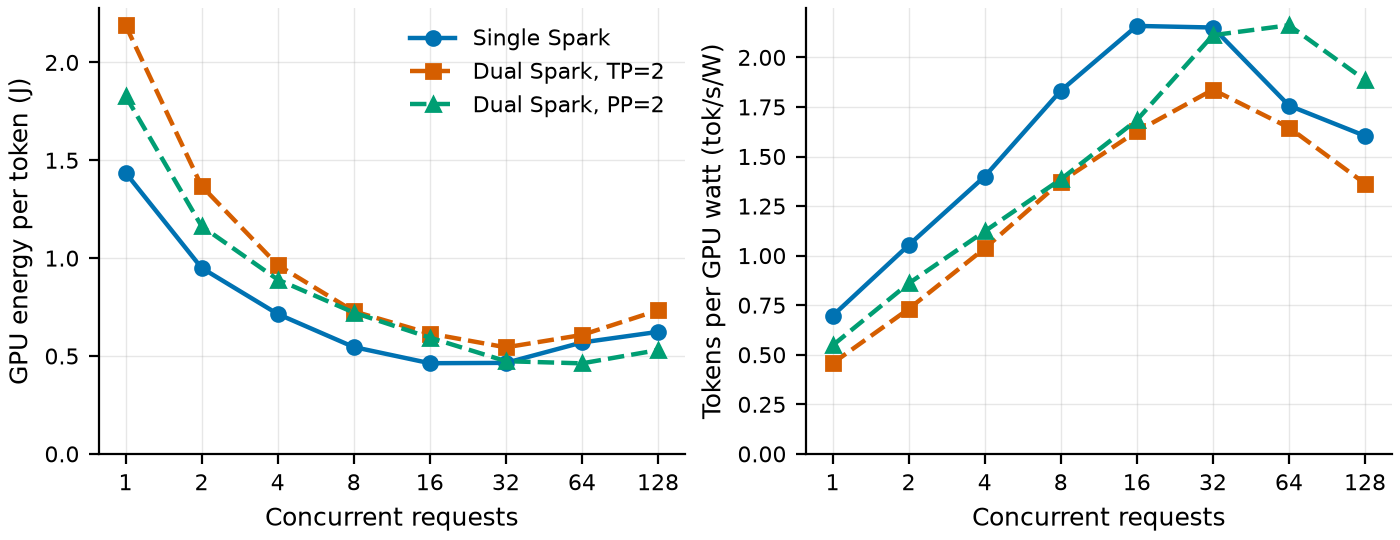 GPU energy per token (J)
2.0
1.5
1.0
0.5
0.0
1 2 4 8 16 32 64 128
Concurrent requests
Single Spark
Dual Spark, TP=2
Dual Spark, PP=2
Tokens per GPU watt (tok/s/W)
2.00
1.75
1.50
1.25
1.00
0.75
0.50
0.25
0.00
1 2 4 8 16 32 64 128
Concurrent requests